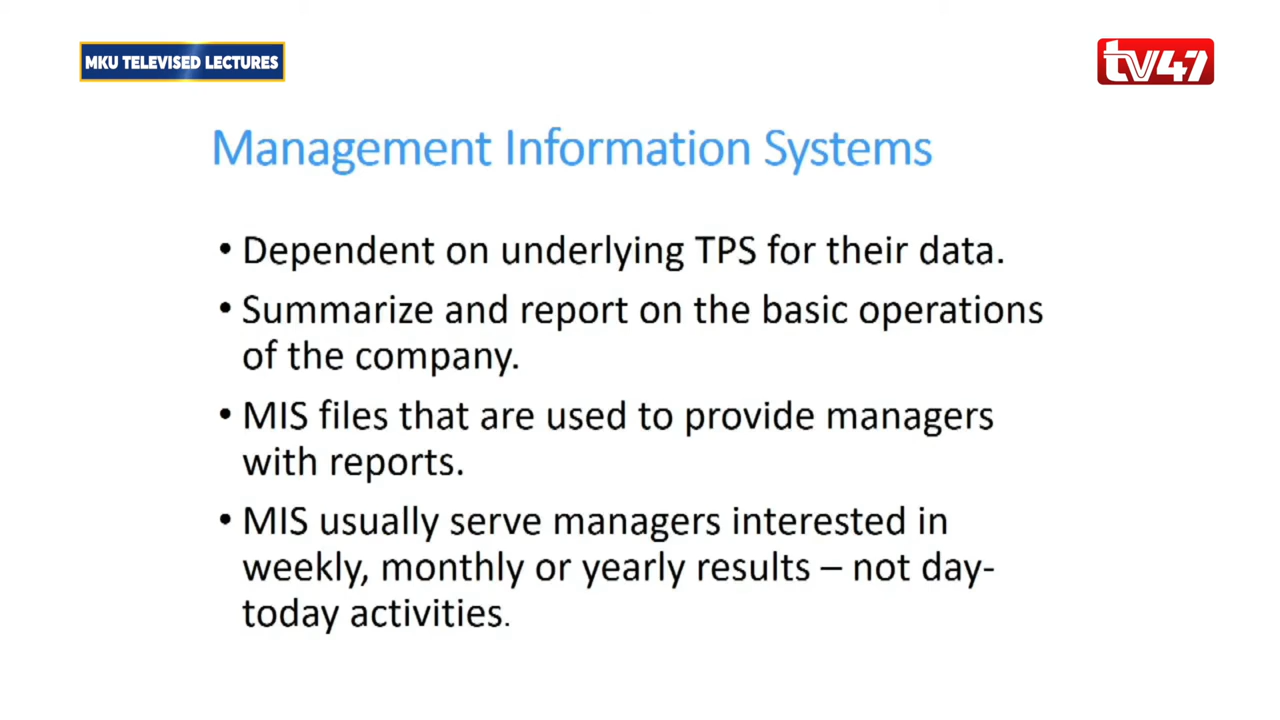 MKU TELEVISED LECTURES
tv47
Management Information Systems
• Dependent on underlying TPS for their data.
• Summarize and report on the basic operations
of the company.
• MIS files that are used to provide managers
with reports.
• MIS usually serve managers interested in
weekly, monthly or yearly results – not day-
today activities.